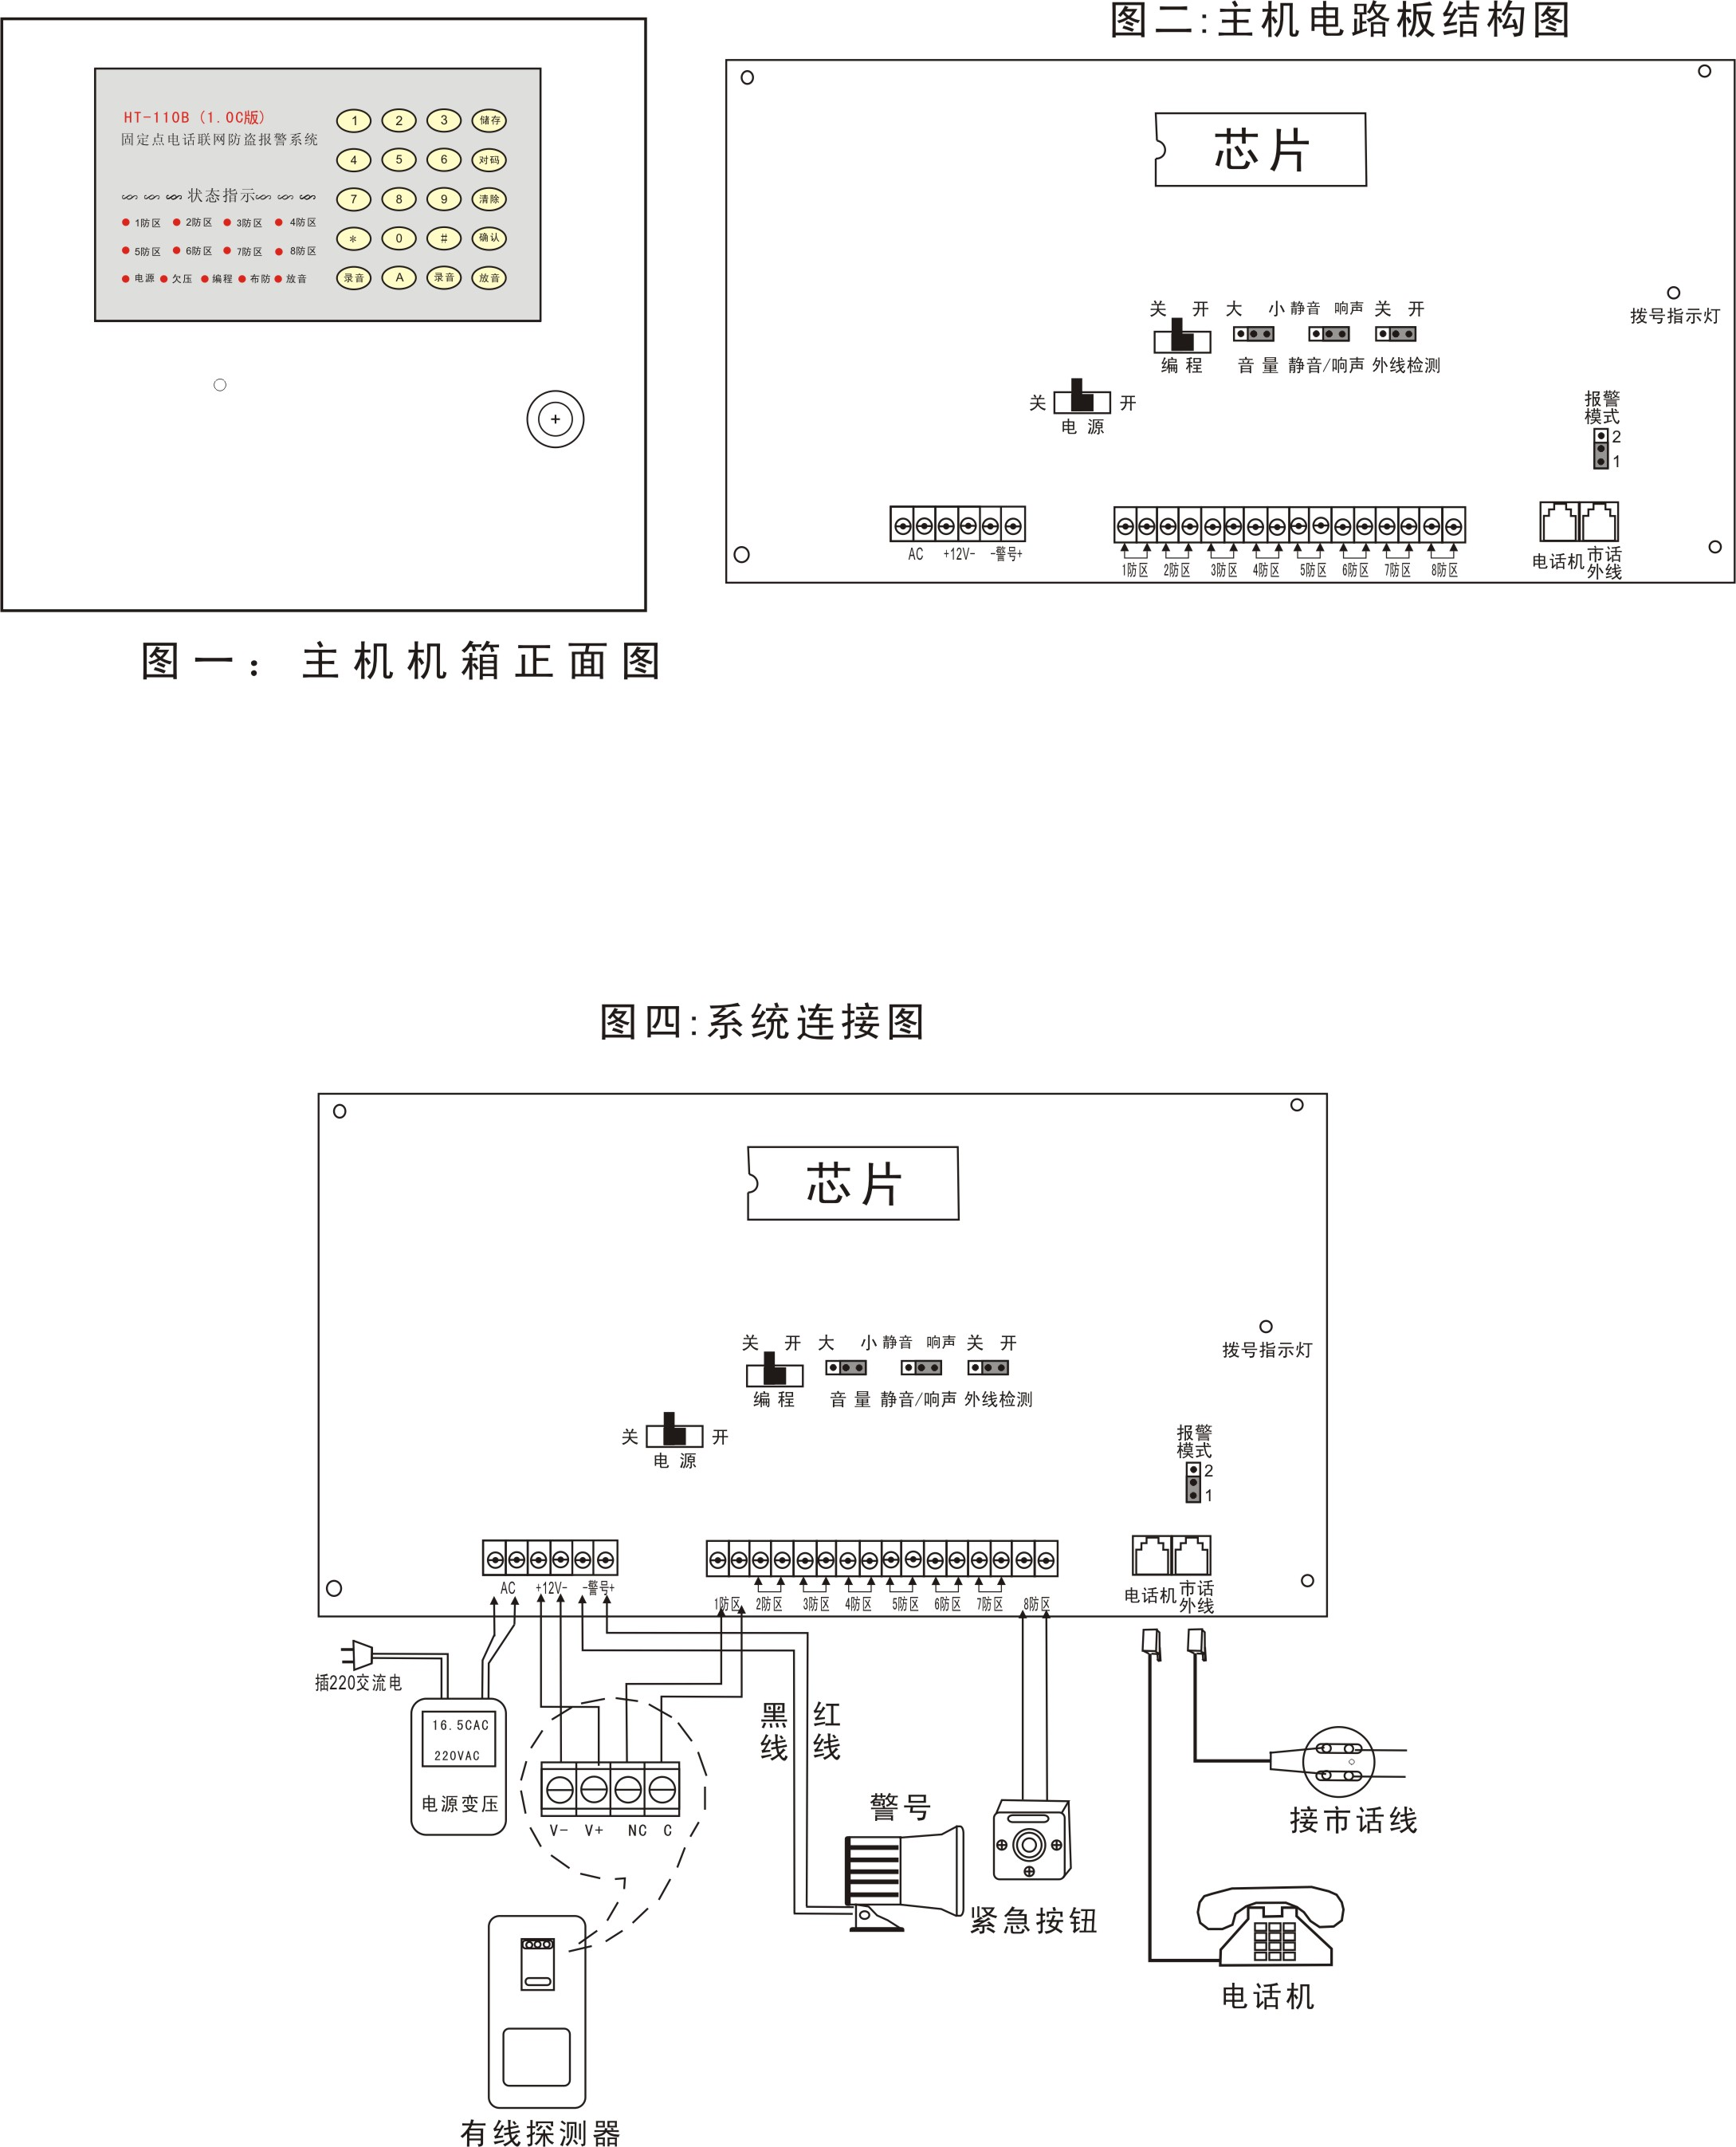 图二:主机电路板结构图
HT-110B (1.0C版)
固定点电话联网防盗报警系统
状态指示
1防区 2防区 3防区 4防区
5防区 6防区 7防区 8防区
电源 欠压 编程 布防 放音
1 2 3 储存
4 5 6 对码
7 8 9 清除
* 0 # 确认
录音 A 录音 放音
芯片
拨号指示灯
关 开 大 小 静音 响声 关 开
编程 音量 静音/响声 外线检测
关 开
电源
报警
模式
2
1
AC +12V- -警号+
1防区 2防区 3防区 4防区 5防区 6防区 7防区 8防区
电话机 市话
外线
图一：主机机箱正面图
图四:系统连接图
芯片
拨号指示灯
关 开 大 小 静音 响声 关 开
编程 音量 静音/响声 外线检测
关 开
电源
报警
模式
2
1
AC +12V- -警号+
1防区 2防区 3防区 4防区 5防区 6防区 7防区 8防区
电话机 市话
外线
插220交流电
16.5CAC
220VAC
电源变压
V- V+ NC C
黑线
红线
警号
紧急按钮
接市话线
电话机
有线探测器